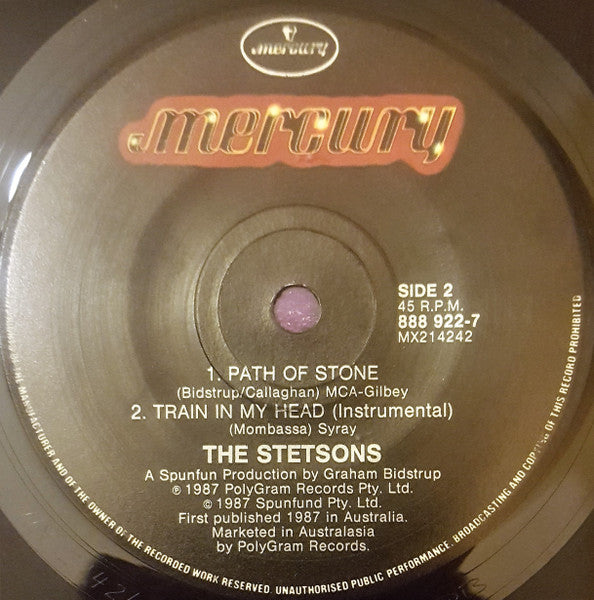 mercury
mercury
SIDE 2
45 R.P.M.
888 922-7
MX214242
1. PATH OF STONE
(Bidstrup/Callaghan) MCA-Gilbey
2. TRAIN IN MY HEAD (Instrumental)
(Mombassa) Syray
THE STETSONS
A Spunfun Production by Graham Bidstrup
℗ 1987 PolyGram Records Pty. Ltd.
© 1987 Spunfund Pty. Ltd.
First published 1987 in Australia.
Marketed in Australasia
by PolyGram Records.
MANUFACTURER AND OF THE OWNER OF THE RECORDED WORK RESERVED. UNAUTHORISED PUBLIC PERFORMANCE, BROADCASTING AND COPYING OF THIS RECORD PROHIBITED